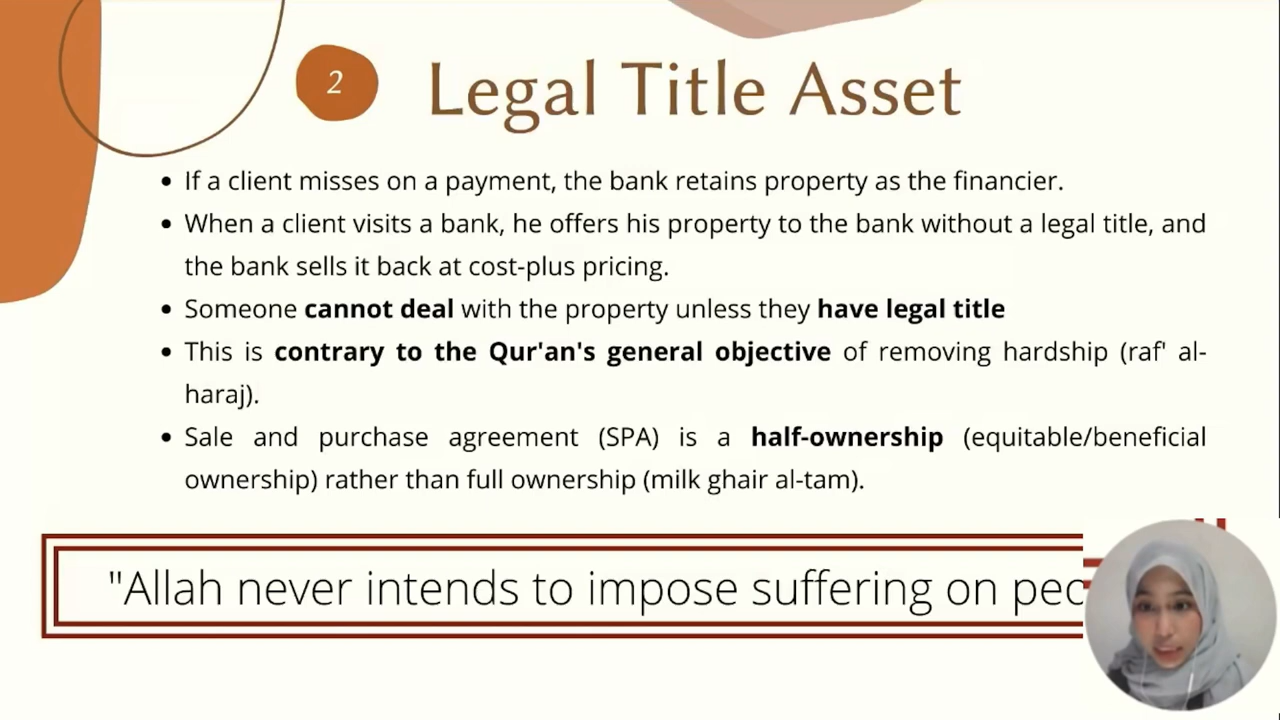 2
Legal Title Asset
• If a client misses on a payment, the bank retains property as the financier.
• When a client visits a bank, he offers his property to the bank without a legal title, and
the bank sells it back at cost-plus pricing.
• Someone cannot deal with the property unless they have legal title
• This is contrary to the Qur'an's general objective of removing hardship (raf' al-
haraj).
• Sale and purchase agreement (SPA) is a half-ownership (equitable/beneficial
ownership) rather than full ownership (milk ghair al-tam).
"Allah never intends to impose suffering on